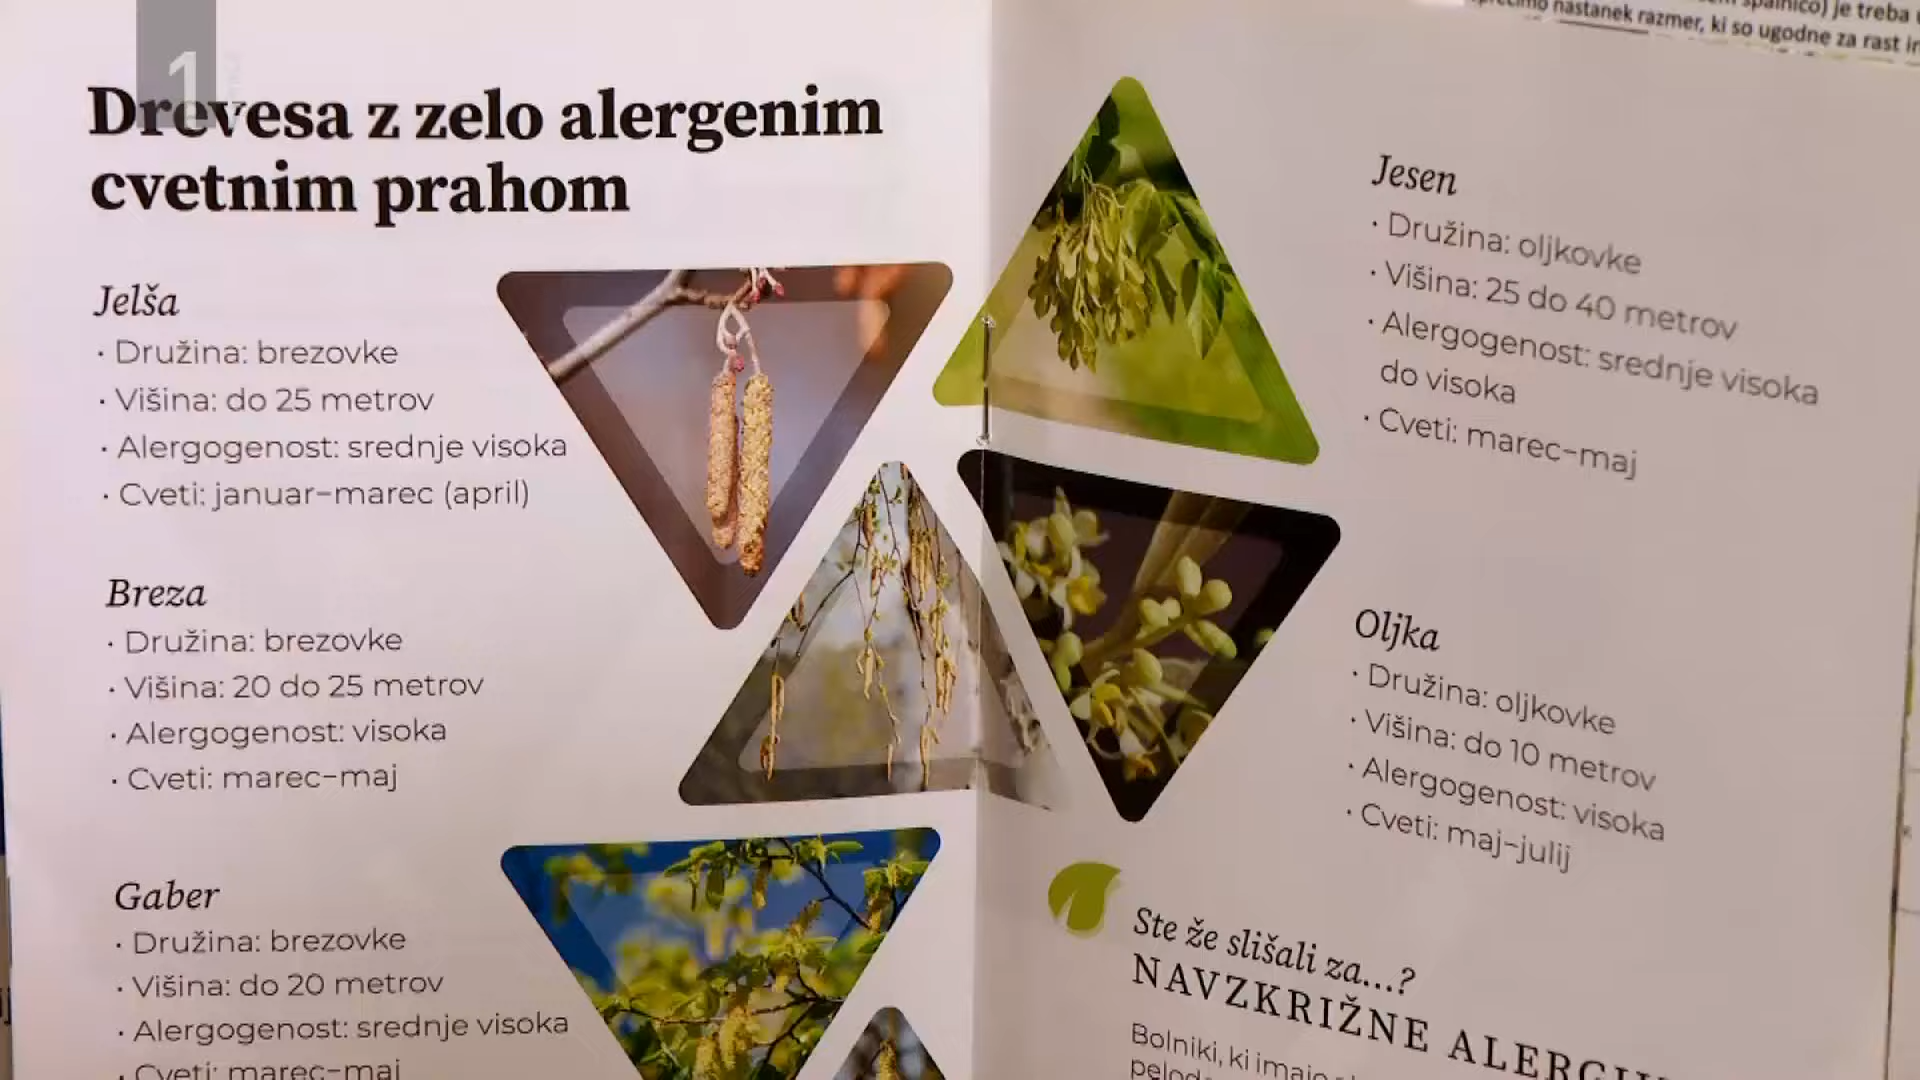 1
Drevesa z zelo alergenim
cvetnim prahom
Jelša
• Družina: brezovke
• Višina: do 25 metrov
• Alergogenost: srednje visoka
• Cveti: januar–marec (april)
Breza
• Družina: brezovke
• Višina: 20 do 25 metrov
• Alergogenost: visoka
• Cveti: marec–maj
Gaber
• Družina: brezovke
• Višina: do 20 metrov
• Alergogenost: srednje visoka
• Cveti: marec–maj
je treba
nastanek razmer, ki so ugodne za rast in
Jesen
• Družina: oljkovke
• Višina: 25 do 40 metrov
• Alergogenost: srednje visoka
do visoka
• Cveti: marec–maj
Oljka
• Družina: oljkovke
• Višina: do 10 metrov
• Alergogenost: visoka
• Cveti: maj–julij
Ste že slišali za...?
NAVZKRIŽNE
Bolniki, ki imajo